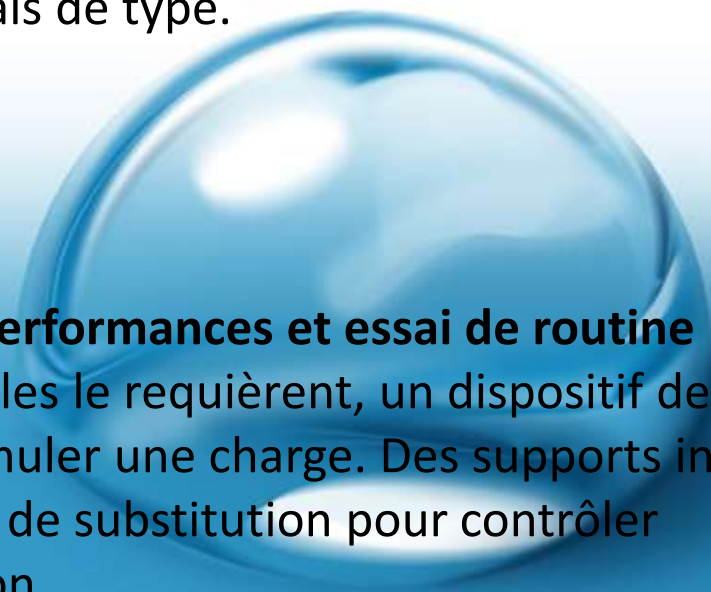 ais de type.
erformances et essai de routine
les le requièrent, un dispositif de
nuler une charge. Des supports in
de substitution pour contrôler
on